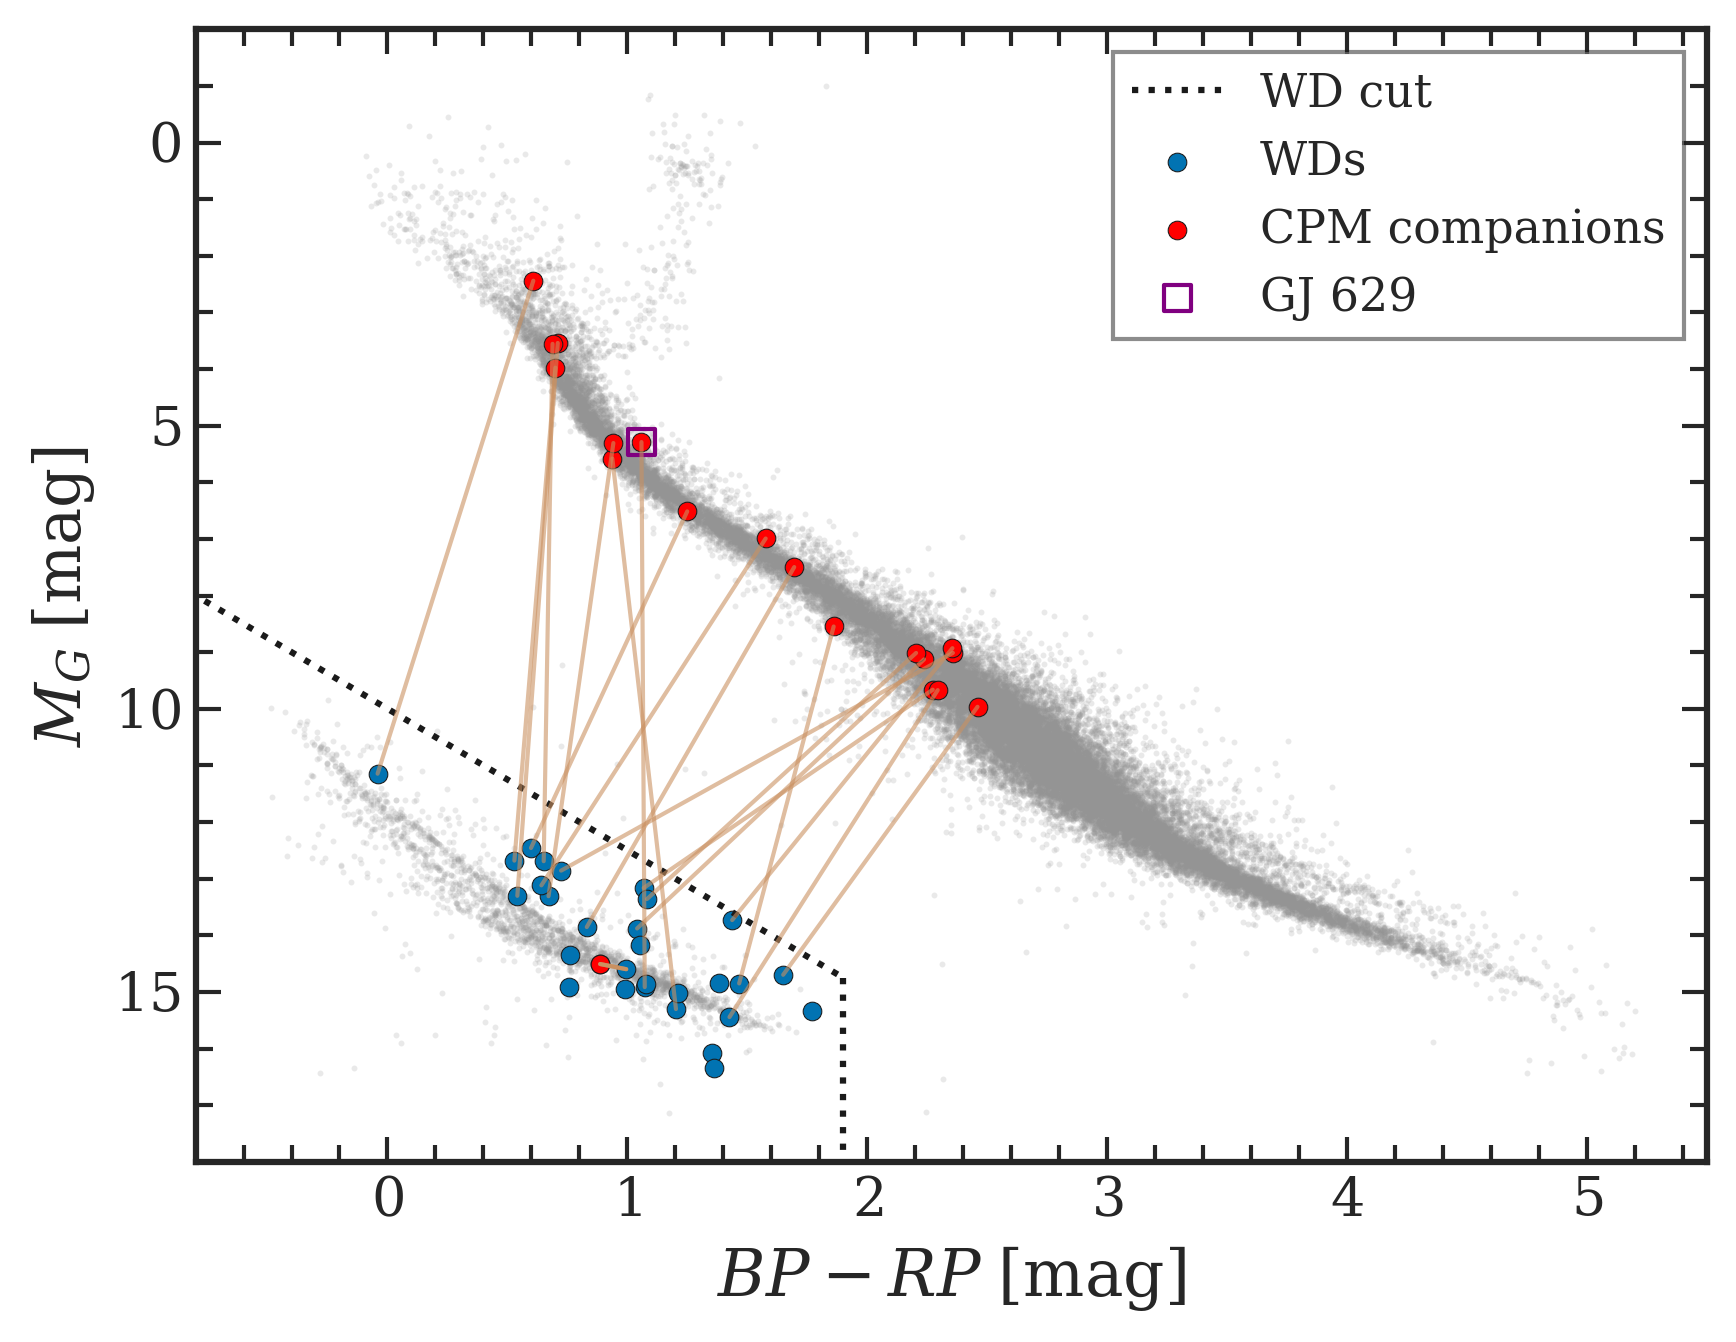 WD cut
WDs
CPM companions
GJ 629
0
5
10
15
M_G [mag]
0 1 2 3 4 5
BP − RP [mag]